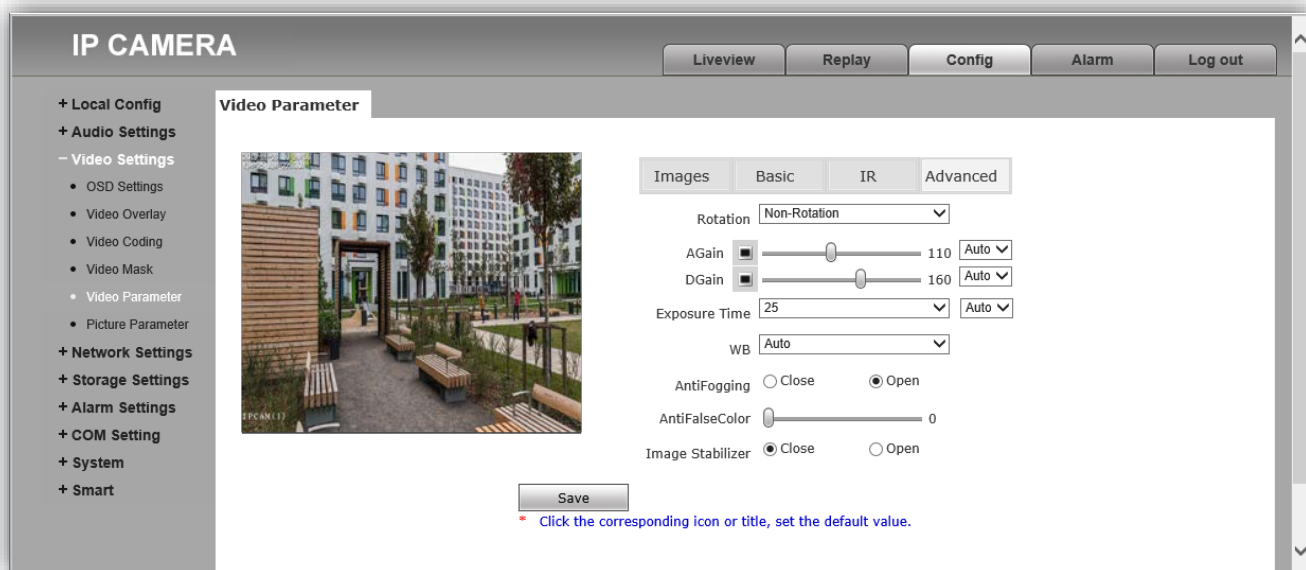 IP CAMERA
Liveview Replay Config Alarm Log out
+ Local Config
+ Audio Settings
− Video Settings
• OSD Settings
• Video Overlay
• Video Coding
• Video Mask
• Video Parameter
• Picture Parameter
+ Network Settings
+ Storage Settings
+ Alarm Settings
+ COM Setting
+ System
+ Smart
Video Parameter
IPCAM(1)
Images Basic IR Advanced
Rotation Non-Rotation
AGain 110 Auto
DGain 160 Auto
Exposure Time 25 Auto
WB Auto
AntiFogging Close Open
AntiFalseColor 0
Image Stabilizer Close Open
Save
* Click the corresponding icon or title, set the default value.